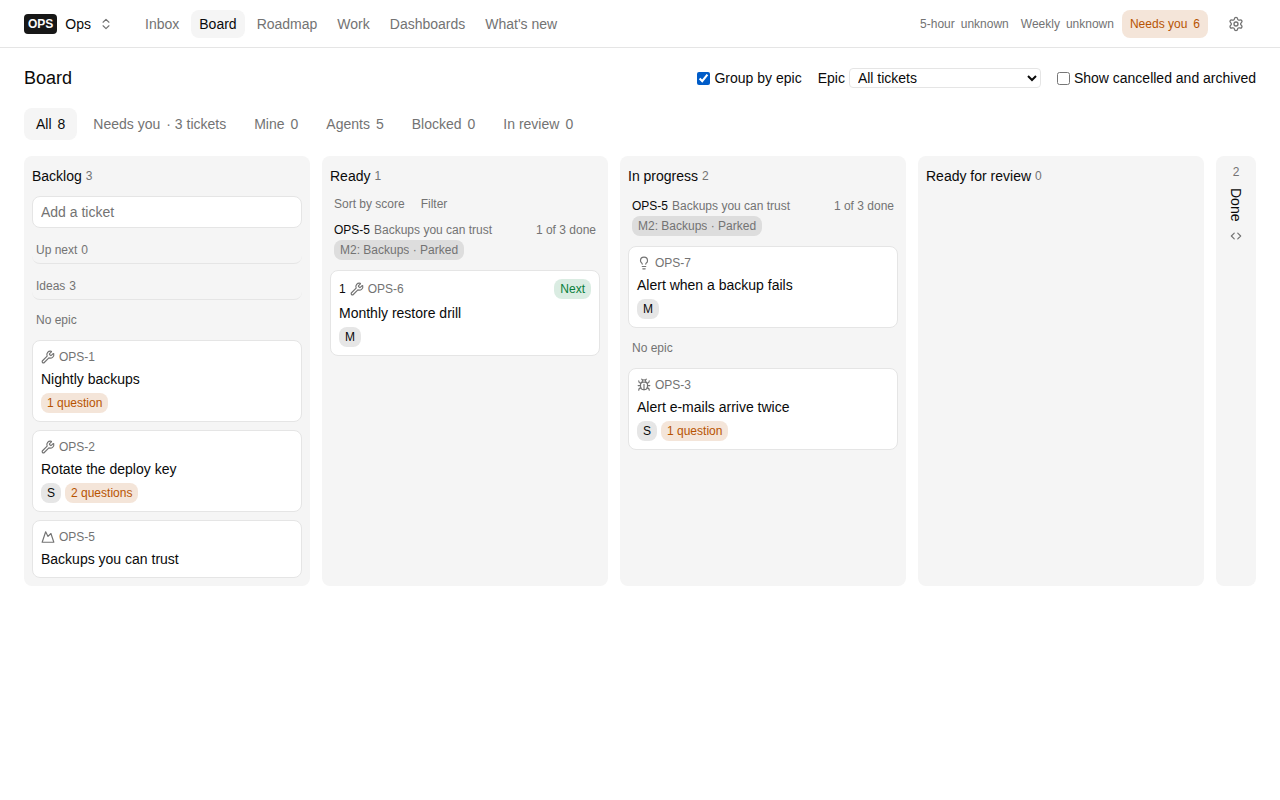 OPS Ops Inbox Board Roadmap Work Dashboards What's new 5-hour unknown Weekly unknown Needs you 6
Board Group by epic Epic All tickets Show cancelled and archived
All 8 Needs you · 3 tickets Mine 0 Agents 5 Blocked 0 In review 0
Backlog 3
Add a ticket
Up next 0
Ideas 3
No epic
OPS-1
Nightly backups
1 question
OPS-2
Rotate the deploy key
S 2 questions
OPS-5
Backups you can trust
Ready 1
Sort by score Filter
OPS-5 Backups you can trust 1 of 3 done
M2: Backups · Parked
1 OPS-6 Next
Monthly restore drill
M
In progress 2
OPS-5 Backups you can trust 1 of 3 done
M2: Backups · Parked
OPS-7
Alert when a backup fails
M
No epic
OPS-3
Alert e-mails arrive twice
S 1 question
Ready for review 0
2
Done